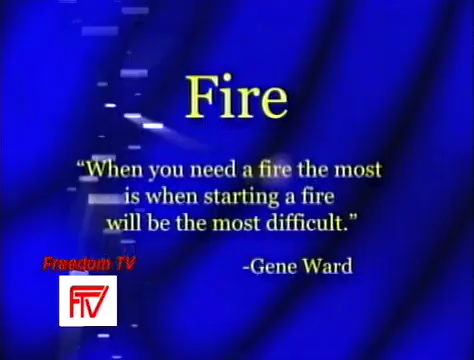 Fire
“When you need a fire the most
is when starting a fire
will be the most difficult.”
-Gene Ward
Freedom TV
FTV